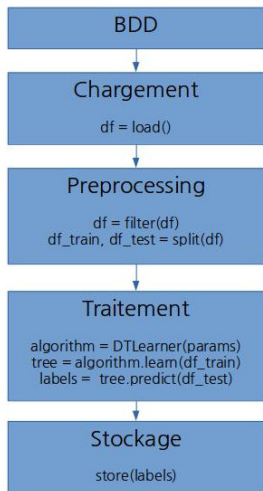 BDD
Chargement
df = load()
Preprocessing
df = filter(df)
df_train, df_test = split(df)
Traitement
algorithm = DTLearner(params)
tree = algorithm.learn(df_train)
labels = tree.predict(df_test)
Stockage
store(labels)